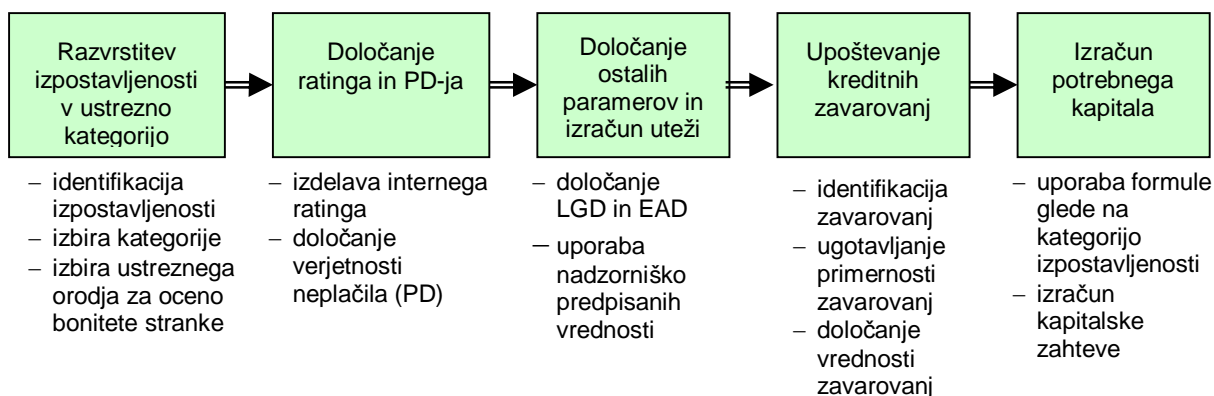 Razvrstitev
izpostavljenosti
v ustrezno
kategorijo
– identifikacija
izpostavljenosti
– izbira kategorije
– izbira ustreznega
orodja za oceno
bonitete stranke
Določanje
ratinga in PD-ja
– izdelava internega
ratinga
– določanje
verjetnosti
neplačila (PD)
Določanje
ostalih
paramerov in
izračun uteži
– določanje
LGD in EAD
– uporaba
nadzorniško
predpisanih
vrednosti
Upoštevanje
kreditnih
zavarovanj
– identifikacija
zavarovanj
– ugotavljanje
primernosti
zavarovanj
– določanje
vrednosti
zavarovanj
Izračun
potrebnega
kapitala
– uporaba formule
glede na
kategorijo
izpostavljenosti
– izračun
kapitalske
zahteve